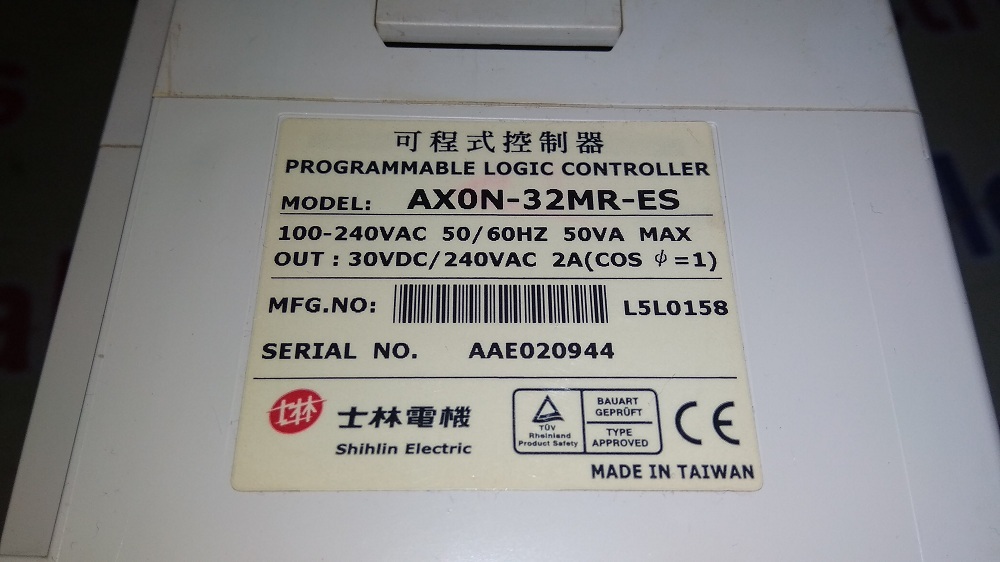 可程式控制器
PROGRAMMABLE LOGIC CONTROLLER
MODEL: AX0N-32MR-ES
100-240VAC 50/60HZ 50VA MAX
OUT : 30VDC/240VAC 2A(COS ψ=1)
MFG.NO: L5L0158
SERIAL NO. AAE020944
士林
士林電機
Shihlin Electric
TÜV
Rheinland
Product Safety
BAUART
GEPRÜFT
TYPE
APPROVED
CE
MADE IN TAIWAN